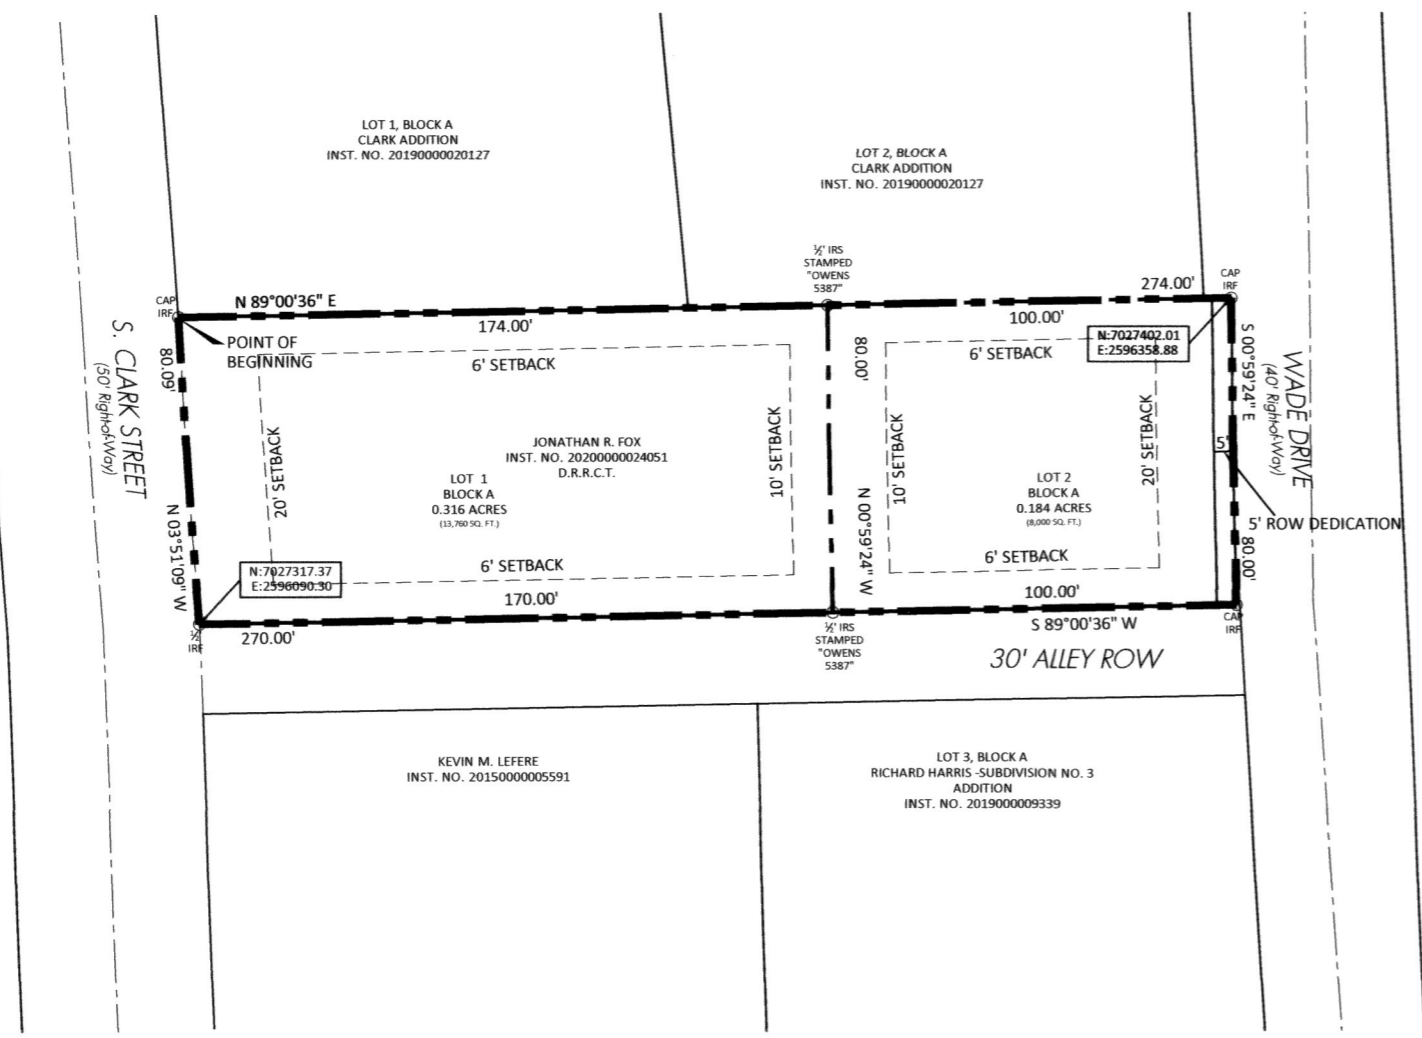 LOT 1, BLOCK A
CLARK ADDITION
INST. NO. 20190000020127
LOT 2, BLOCK A
CLARK ADDITION
INST. NO. 20190000020127
½' IRS
STAMPED
"OWENS
5387"
CAP
IRF
N 89°00'36" E
174.00'
100.00'
274.00'
CAP
IRF
POINT OF
BEGINNING
N:7027402.01
E:2596358.88
S. CLARK STREET
(50' Right-of-Way)
80.09'
N 03°51'09" W
6' SETBACK
20' SETBACK
10' SETBACK
6' SETBACK
JONATHAN R. FOX
INST. NO. 20200000024051
D.R.R.C.T.
LOT 1
BLOCK A
0.316 ACRES
(13,760 SQ. FT.)
80.00'
N 00°59'24" W
6' SETBACK
10' SETBACK
20' SETBACK
6' SETBACK
LOT 2
BLOCK A
0.184 ACRES
(8,000 SQ. FT.)
S 00°59'24" E
80.00'
WADE DRIVE
(40' Right-of-Way)
5'
5' ROW DEDICATION
N:7027317.37
E:2596090.30
½'
IRF
270.00'
170.00'
100.00'
S 89°00'36" W
½' IRS
STAMPED
"OWENS
5387"
CAP
IRF
30' ALLEY ROW
KEVIN M. LEFERE
INST. NO. 20150000005591
LOT 3, BLOCK A
RICHARD HARRIS -SUBDIVISION NO. 3
ADDITION
INST. NO. 2019000009339